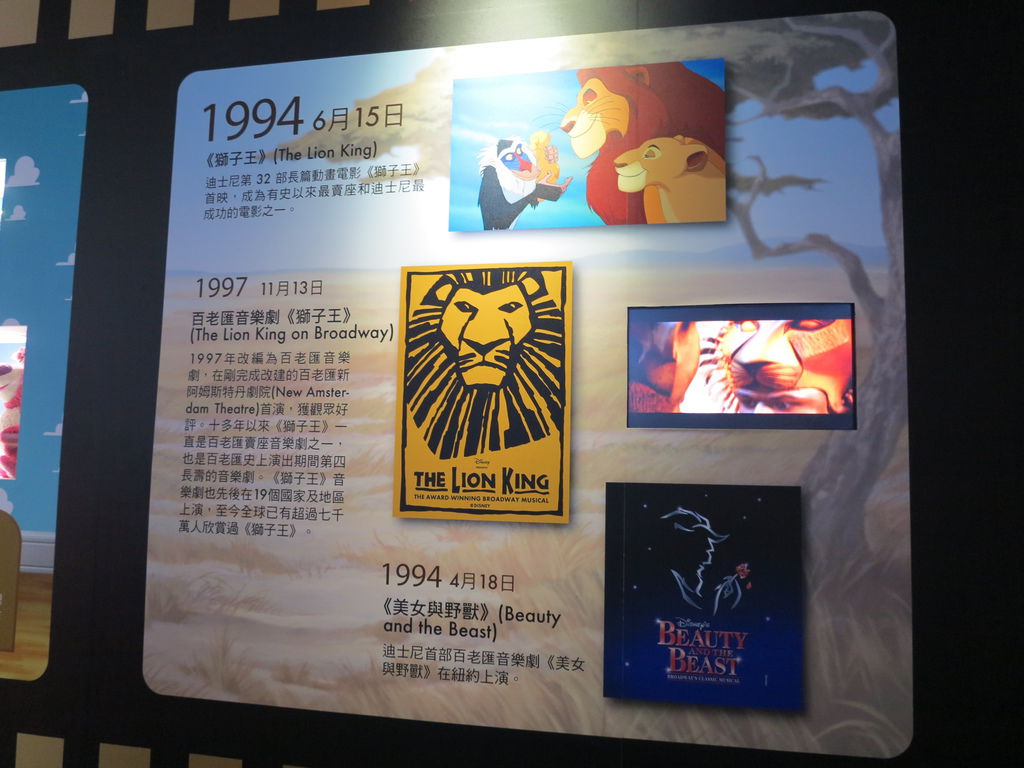 1994 6月15日
《獅子王》(The Lion King)
迪士尼第 32 部長篇動畫電影《獅子王》
首映，成為有史以來最賣座和迪士尼最
成功的電影之一。
1997 11月13日
百老匯音樂劇《獅子王》
(The Lion King on Broadway)
1997年改編為百老匯音樂
劇，在剛完成改建的百老匯新
阿姆斯特丹劇院(New Amster-
dam Theatre)首演，獲觀眾好
評。十多年以來《獅子王》一
直是百老匯賣座音樂劇之一，
也是百老匯史上演出期間第四
長壽的音樂劇。《獅子王》音
樂劇也先後在19個國家及地區
上演，至今全球已有超過七千
萬人欣賞過《獅子王》。
Disney
THE LION KING
THE AWARD WINNING BROADWAY MUSICAL
©DISNEY
1994 4月18日
《美女與野獸》(Beauty
and the Beast)
迪士尼首部百老匯音樂劇《美女
與野獸》在紐約上演。
Disney's
BEAUTY
AND THE
BEAST
BROADWAY'S CLASSIC MUSICAL